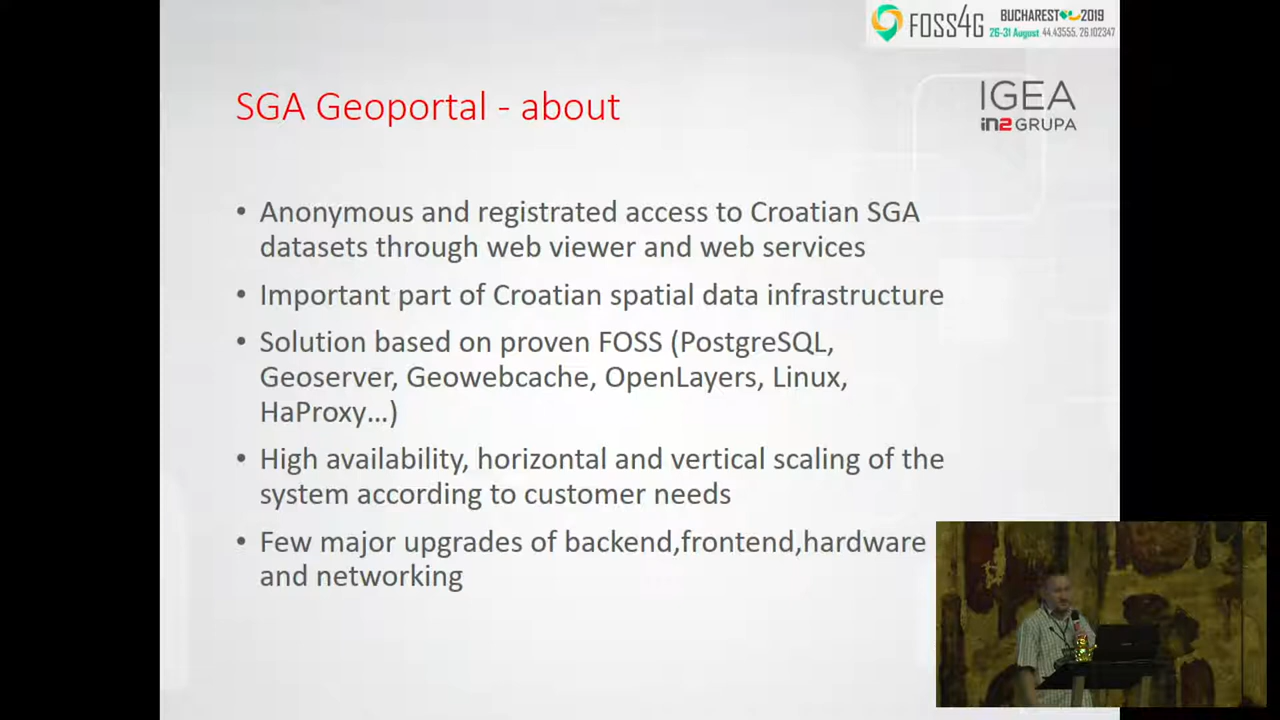 FOSS4G
BUCHAREST 2019
26-31 August 44.43555, 26.102347
SGA Geoportal - about
IGEA
in2 GRUPA
• Anonymous and registrated access to Croatian SGA
datasets through web viewer and web services
• Important part of Croatian spatial data infrastructure
• Solution based on proven FOSS (PostgreSQL,
Geoserver, Geowebcache, OpenLayers, Linux,
HaProxy...)
• High availability, horizontal and vertical scaling of the
system according to customer needs
• Few major upgrades of backend,frontend,hardware
and networking